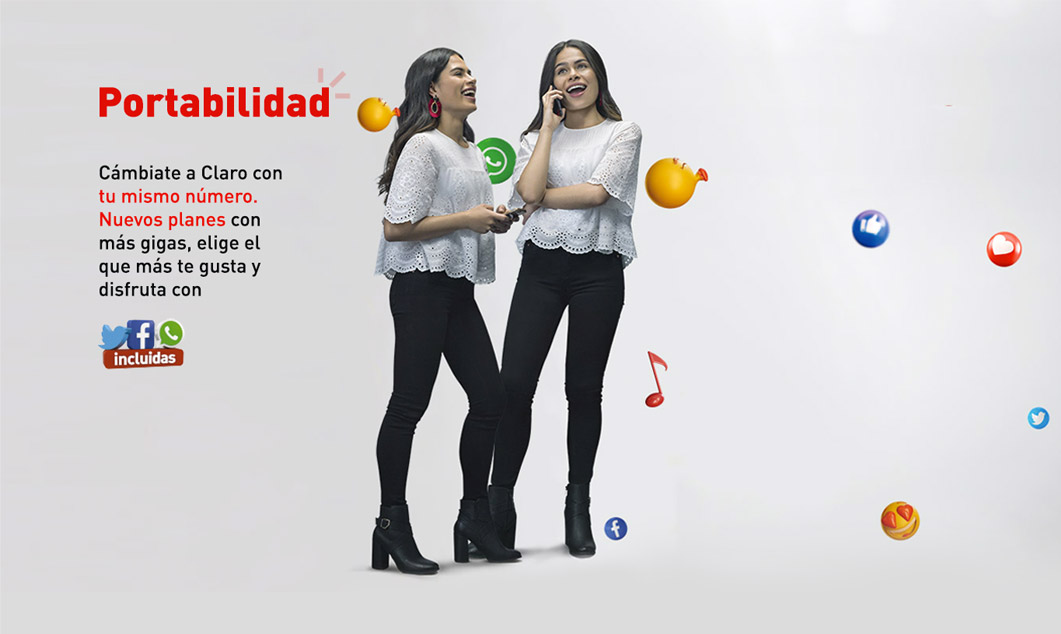 Portabilidad
Cámbiate a Claro con
tu mismo número.
Nuevos planes con
más gigas, elige el
que más te gusta y
disfruta con
incluidas